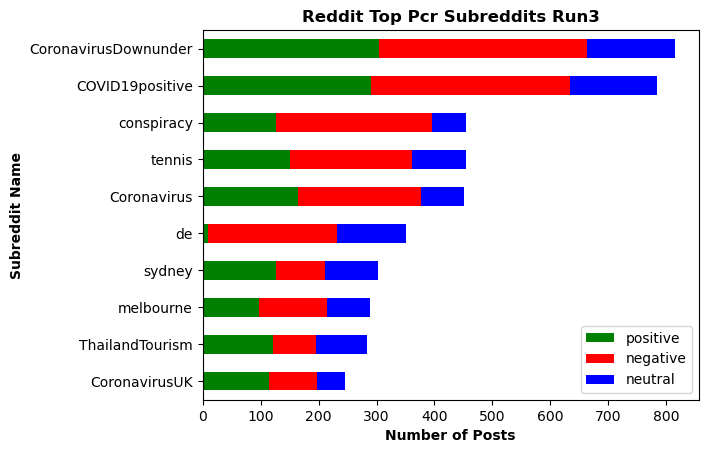 Reddit Top Pcr Subreddits Run3
CoronavirusDownunder
COVID19positive
conspiracy
tennis
Coronavirus
de
sydney
melbourne
ThailandTourism
CoronavirusUK
Subreddit Name
positive
negative
neutral
0 100 200 300 400 500 600 700 800
Number of Posts